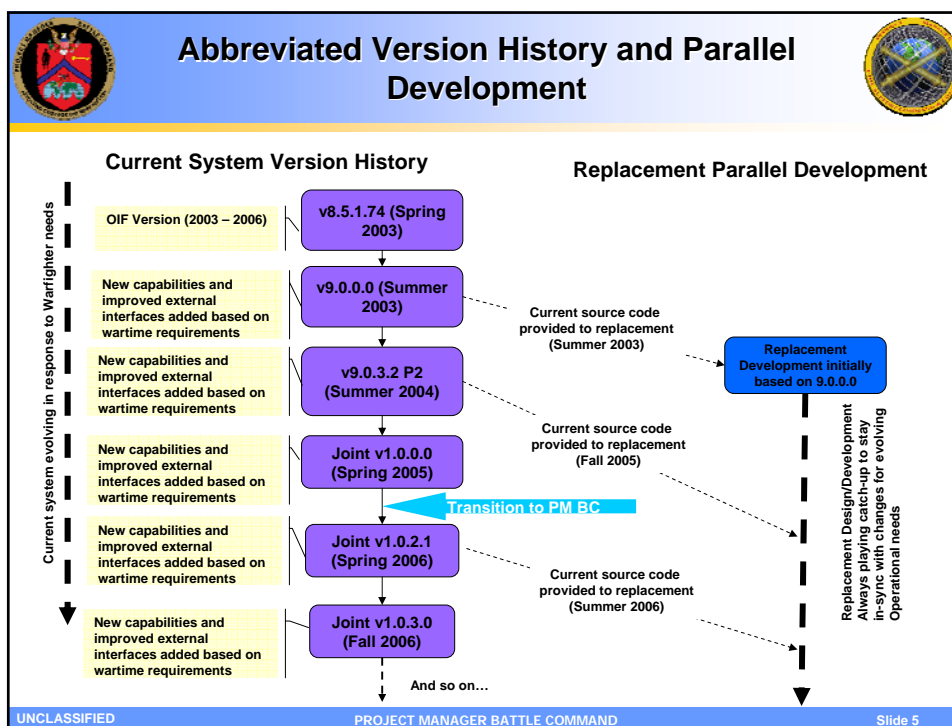 Abbreviated Version History and Parallel
Development
Current System Version History
Replacement Parallel Development
Current system evolving in response to Warfighter needs
OIF Version (2003 – 2006)
v8.5.1.74 (Spring
2003)
New capabilities and
improved external
interfaces added based on
wartime requirements
v9.0.0.0 (Summer
2003)
Current source code
provided to replacement
(Summer 2003)
Replacement
Development initially
based on 9.0.0.0
New capabilities and
improved external
interfaces added based on
wartime requirements
v9.0.3.2 P2
(Summer 2004)
Current source code
provided to replacement
(Fall 2005)
New capabilities and
improved external
interfaces added based on
wartime requirements
Joint v1.0.0.0
(Spring 2005)
Transition to PM BC
Replacement Design/Development
Always playing catch-up to stay
in-sync with changes for evolving
Operational needs
New capabilities and
improved external
interfaces added based on
wartime requirements
Joint v1.0.2.1
(Spring 2006)
Current source code
provided to replacement
(Summer 2006)
New capabilities and
improved external
interfaces added based on
wartime requirements
Joint v1.0.3.0
(Fall 2006)
And so on…
UNCLASSIFIED
PROJECT MANAGER BATTLE COMMAND
Slide 5